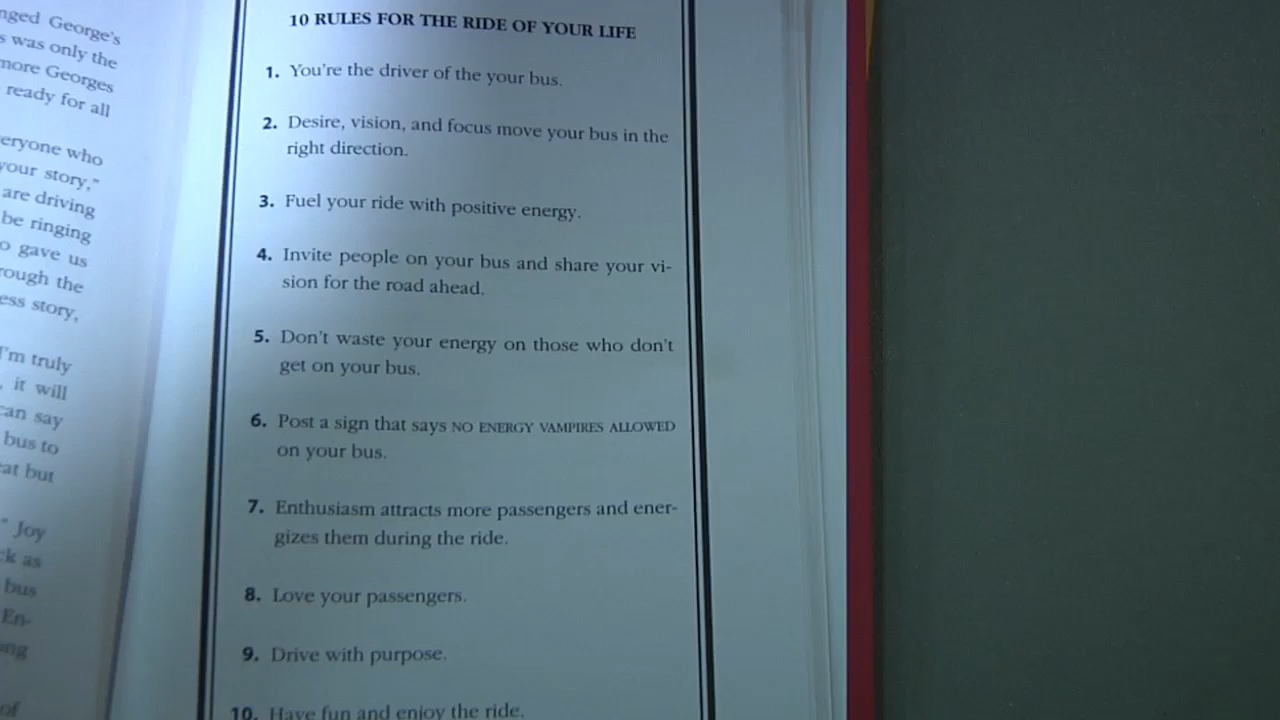 nged George's
s was only the
more Georges
ready for all
eryone who
your story,"
are driving
be ringing
o gave us
rough the
ess story,
I'm truly
, it will
can say
bus to
eat but
" Joy
ck as
bus
En-
ong
of
10 RULES FOR THE RIDE OF YOUR LIFE
1. You're the driver of the your bus.
2. Desire, vision, and focus move your bus in the
right direction.
3. Fuel your ride with positive energy.
4. Invite people on your bus and share your vi-
sion for the road ahead.
5. Don't waste your energy on those who don't
get on your bus.
6. Post a sign that says NO ENERGY VAMPIRES ALLOWED
on your bus.
7. Enthusiasm attracts more passengers and ener-
gizes them during the ride.
8. Love your passengers.
9. Drive with purpose.
10. Have fun and enjoy the ride.